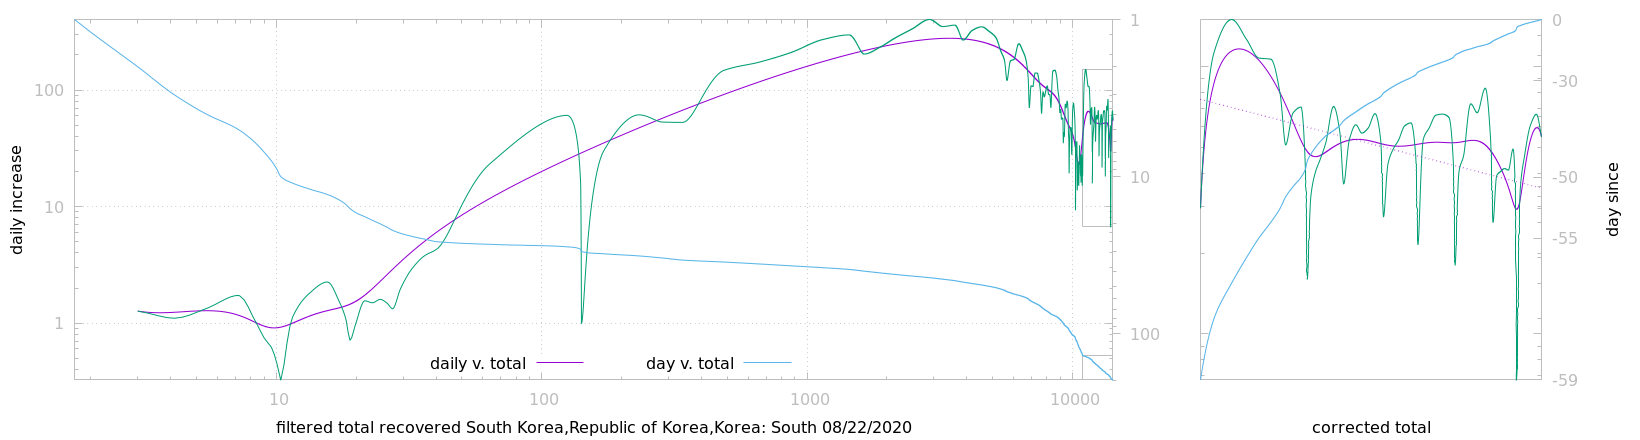 daily increase
100
10
1
daily v. total
day v. total
10
100
1000
10000
filtered total recovered South Korea,Republic of Korea,Korea: South 08/22/2020
1
10
100
0
-30
-50
-55
-59
day since
corrected total